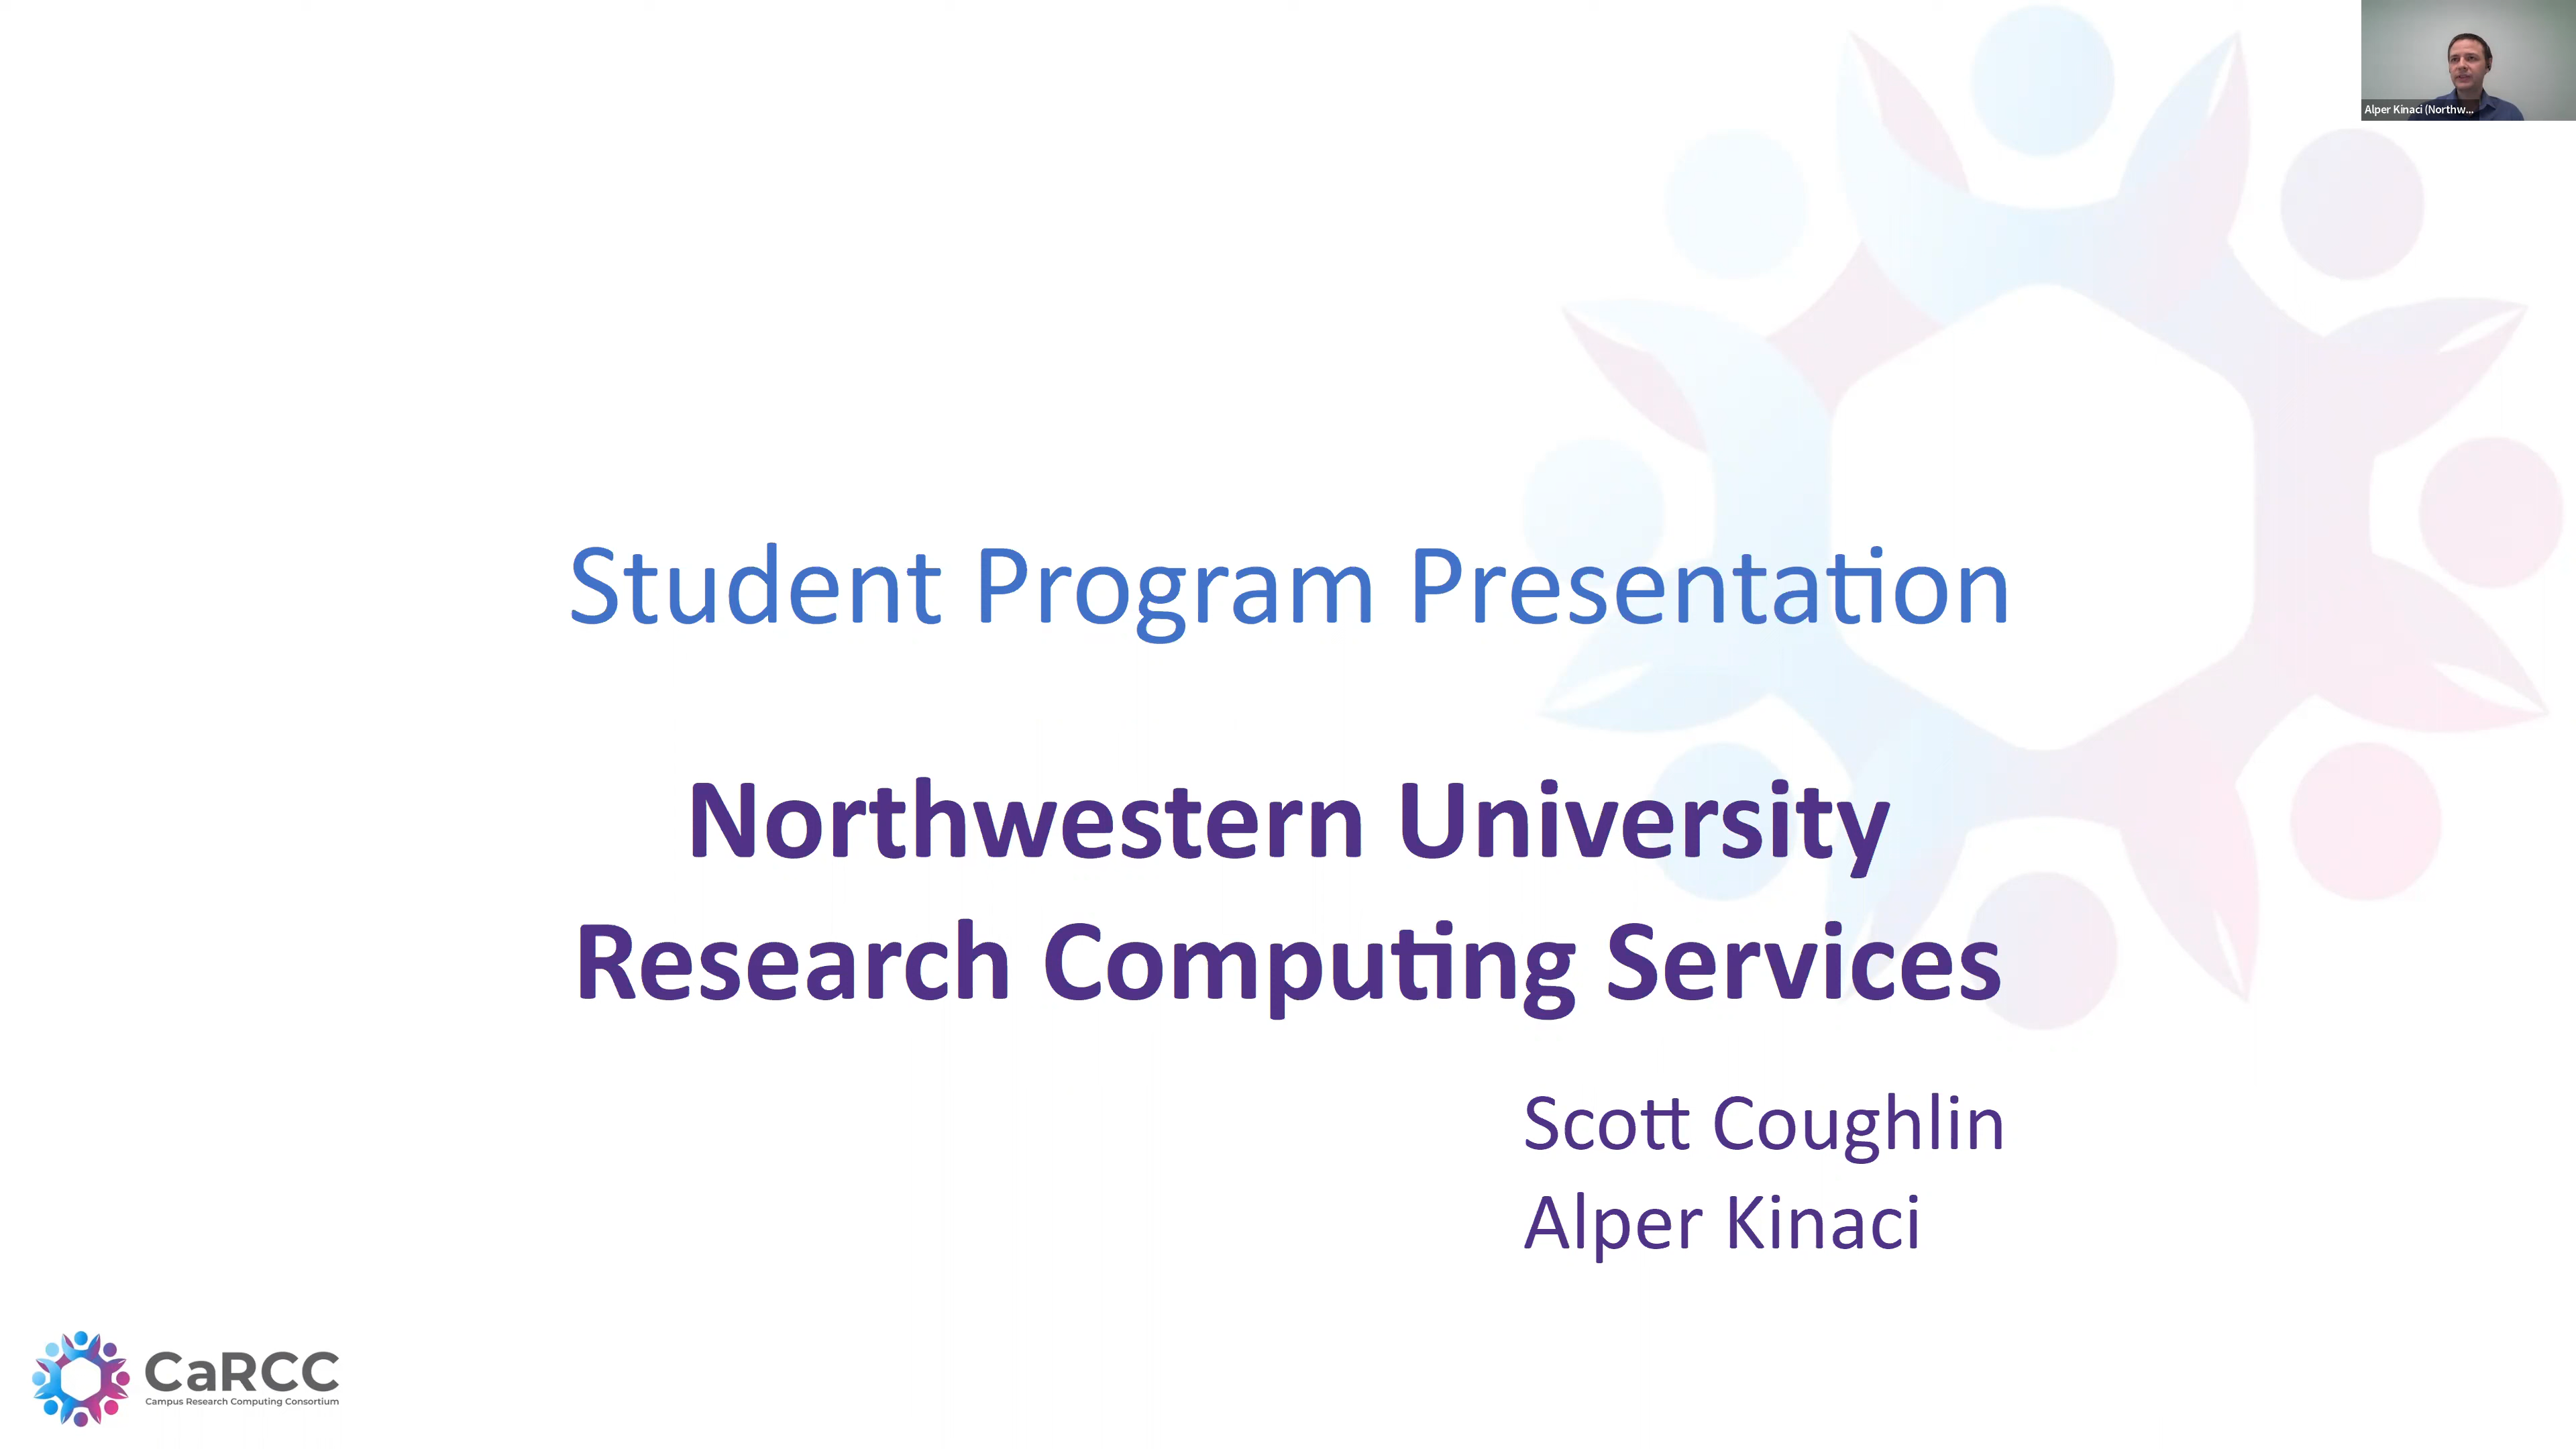 Alper Kinaci (Northw...
Student Program Presentation
Northwestern University
Research Computing Services
Scott Coughlin
Alper Kinaci
CaRCC
Campus Research Computing Consortium